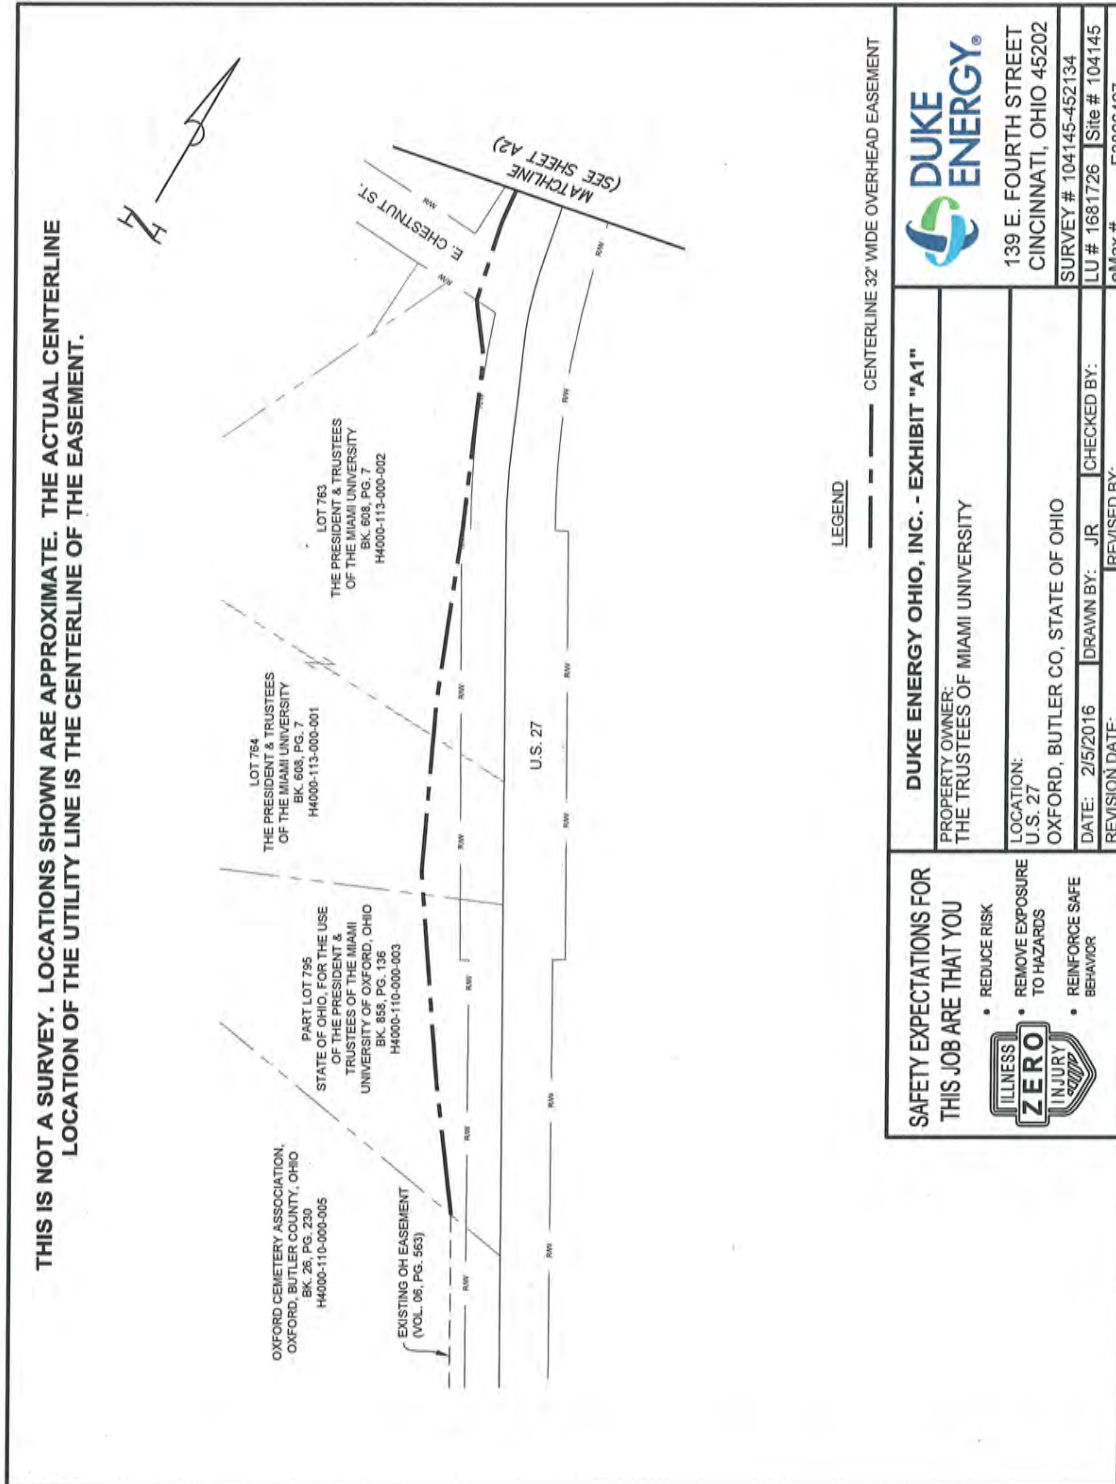 THIS IS NOT A SURVEY. LOCATIONS SHOWN ARE APPROXIMATE. THE ACTUAL CENTERLINE
LOCATION OF THE UTILITY LINE IS THE CENTERLINE OF THE EASEMENT.
N
OXFORD CEMETERY ASSOCIATION,
OXFORD, BUTLER COUNTY, OHIO
BK. 26, PG. 230
H4000-110-000-005
EXISTING OH EASEMENT
(VOL. 06, PG. 563)
PART LOT 795
STATE OF OHIO, FOR THE USE
OF THE PRESIDENT &
TRUSTEES OF THE MIAMI
UNIVERSITY OF OXFORD, OHIO
BK. 858, PG. 136
H4000-110-000-003
LOT 764
THE PRESIDENT & TRUSTEES
OF THE MIAMI UNIVERSITY
BK. 608, PG. 7
H4000-113-000-001
LOT 763
THE PRESIDENT & TRUSTEES
OF THE MIAMI UNIVERSITY
BK. 608, PG. 7
H4000-113-000-002
E. CHESTNUT ST.
R/W
R/W
MATCHLINE
(SEE SHEET A2)
R/W
R/W
R/W
R/W
R/W
R/W
U.S. 27
R/W
R/W
R/W
R/W
R/W
R/W
LEGEND
CENTERLINE 32' WIDE OVERHEAD EASEMENT
SAFETY EXPECTATIONS FOR
THIS JOB ARE THAT YOU
• REDUCE RISK
• REMOVE EXPOSURE
TO HAZARDS
• REINFORCE SAFE
BEHAVIOR
ILLNESS
ZERO
INJURY
DUKE ENERGY OHIO, INC. - EXHIBIT "A1"
PROPERTY OWNER:
THE TRUSTEES OF MIAMI UNIVERSITY
LOCATION:
U.S. 27
OXFORD, BUTLER CO, STATE OF OHIO
DATE: 2/5/2016
DRAWN BY: JR
CHECKED BY:
REVISION DATE:
REVISED BY:
DUKE
ENERGY®
139 E. FOURTH STREET
CINCINNATI, OHIO 45202
SURVEY # 104145-452134
LU # 1681726
Site # 104145